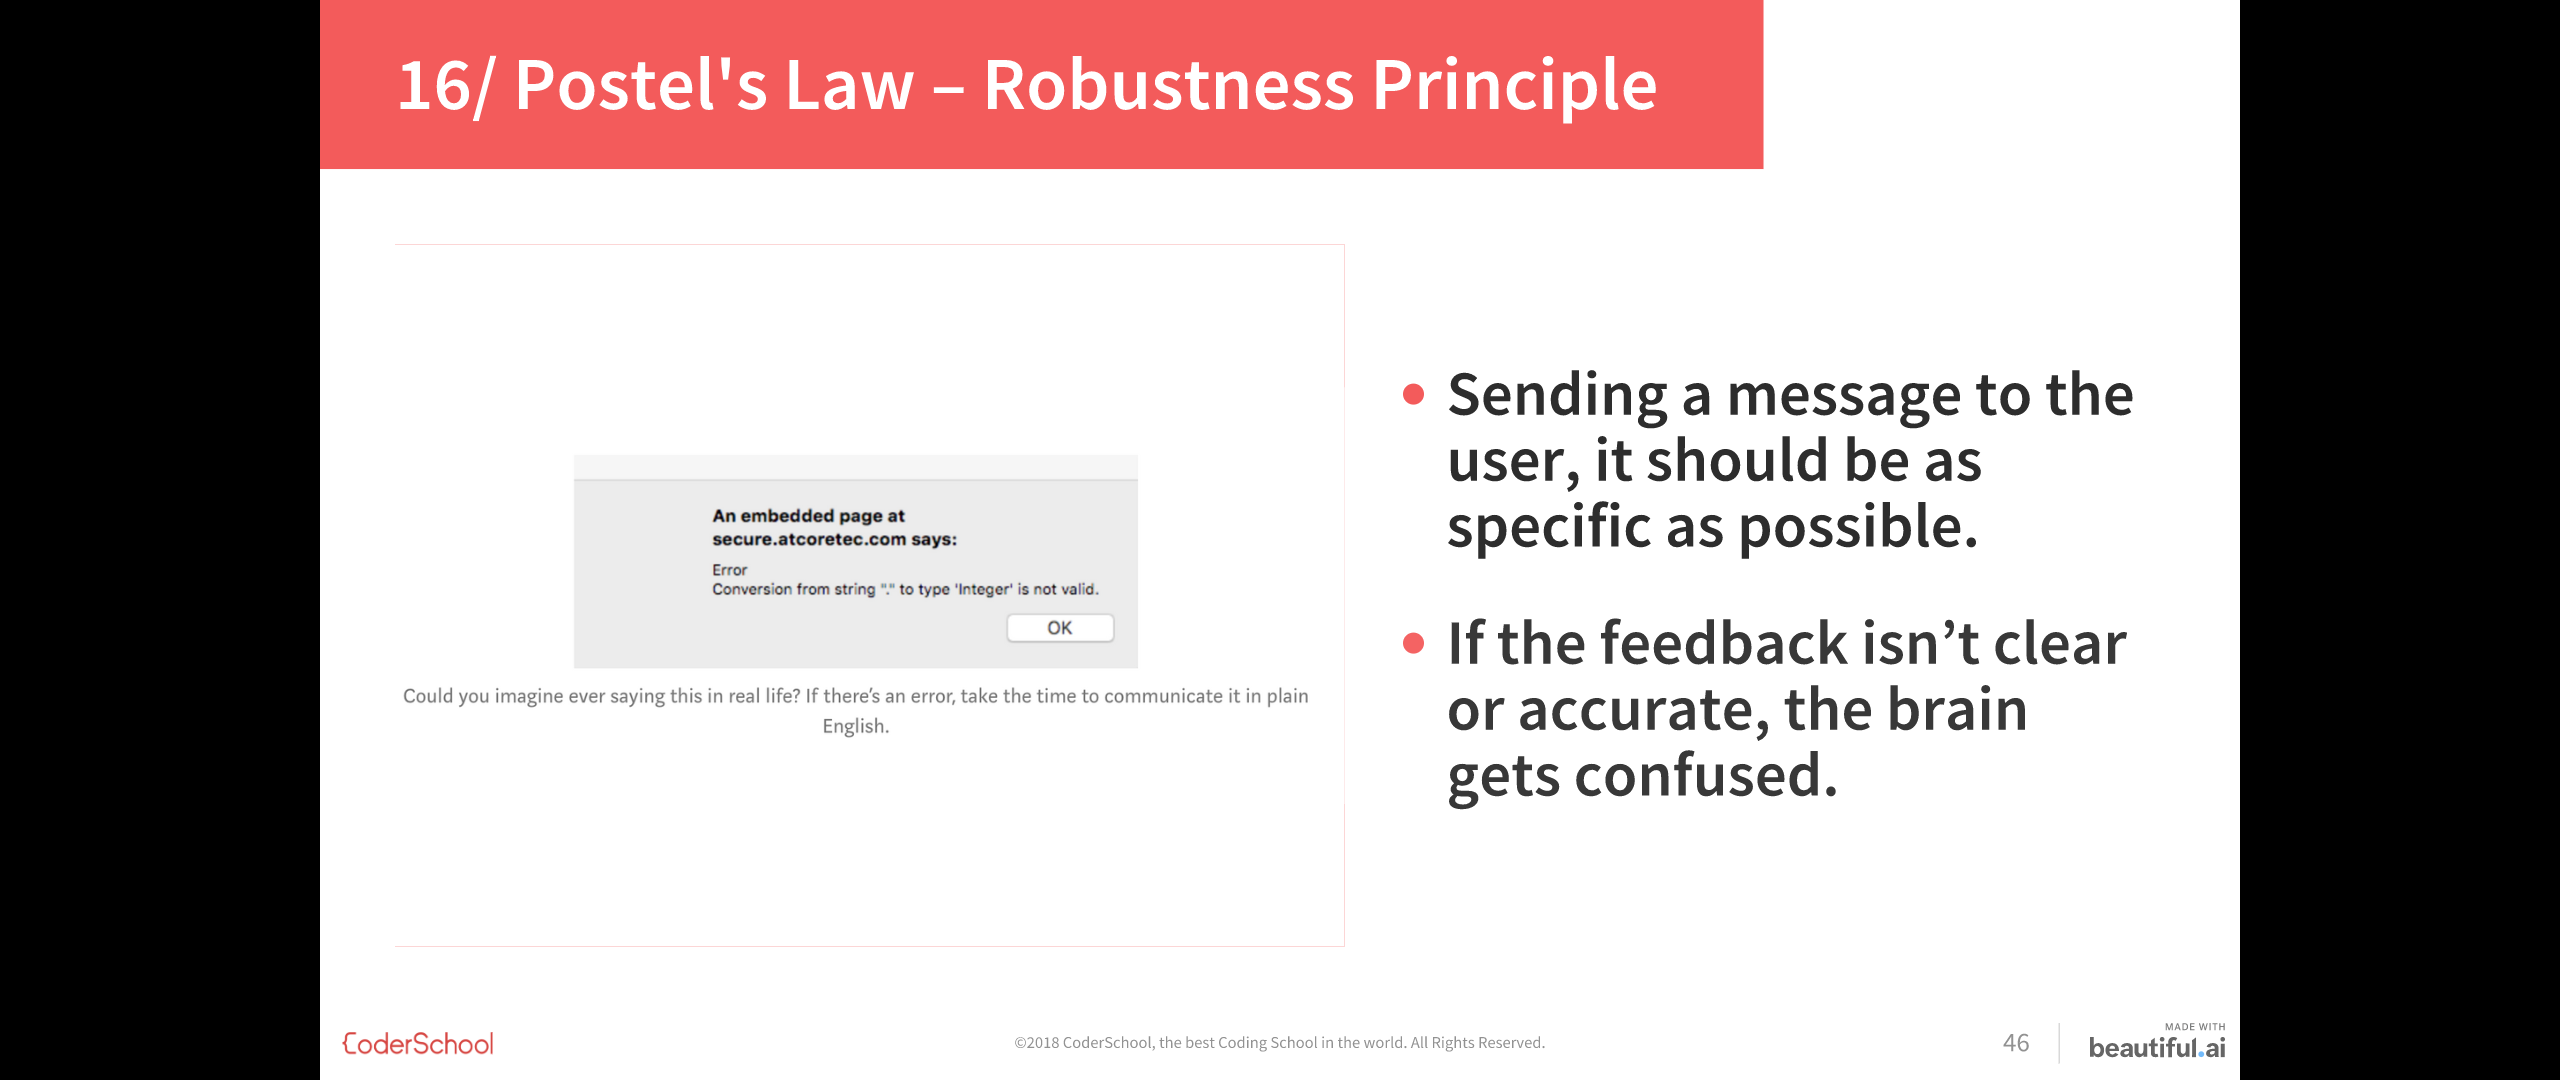 16/ Postel's Law – Robustness Principle
An embedded page at
secure.atcoretec.com says:
Error
Conversion from string "." to type 'Integer' is not valid.
OK
Could you imagine ever saying this in real life? If there’s an error, take the time to communicate it in plain
English.
Sending a message to the
user, it should be as
specific as possible.
If the feedback isn’t clear
or accurate, the brain
gets confused.
CoderSchool
©2018 CoderSchool, the best Coding School in the world. All Rights Reserved.
46
MADE WITH
beautiful.ai